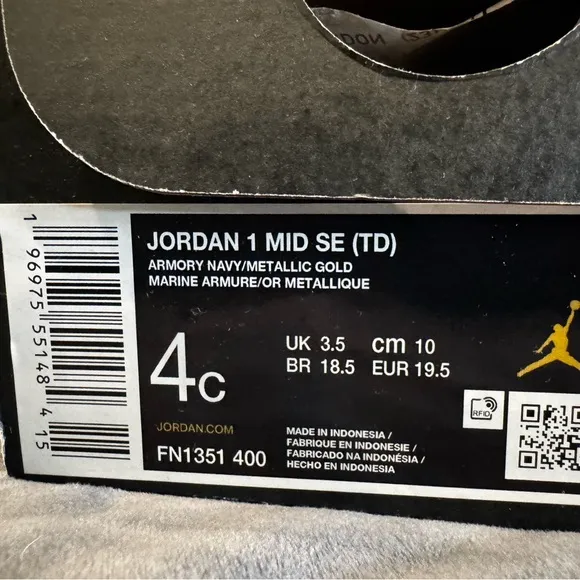 JORDAN 1 MID SE (TD)
ARMORY NAVY/METALLIC GOLD
MARINE ARMURE/OR METALLIQUE
4C
UK 3.5 cm 10
BR 18.5 EUR 19.5
RFID
JORDAN.COM
FN1351 400
MADE IN INDONESIA /
FABRIQUE EN INDONESIE /
FABRICADO NA INDONÉSIA /
HECHO EN INDONESIA
1 96975 55148 4 15